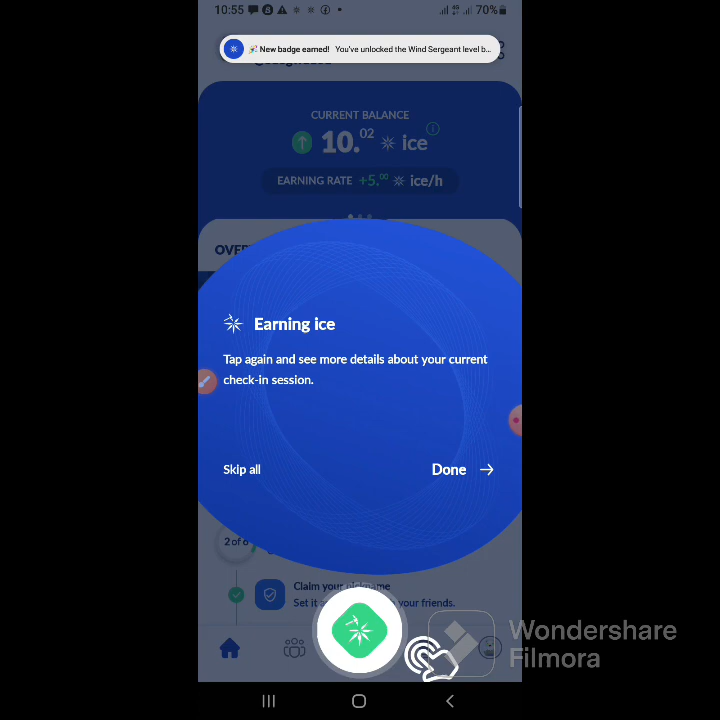 10:55 70%
New badge earned! You've unlocked the Wind Sergeant level b...
CURRENT BALANCE
10.02 ice
EARNING RATE +5.00 ice/h
OVER
Earning ice
Tap again and see more details about your current
check-in session.
Skip all Done
2 of 6
Claim your nickname
Set it your friends.
Wondershare
Filmora